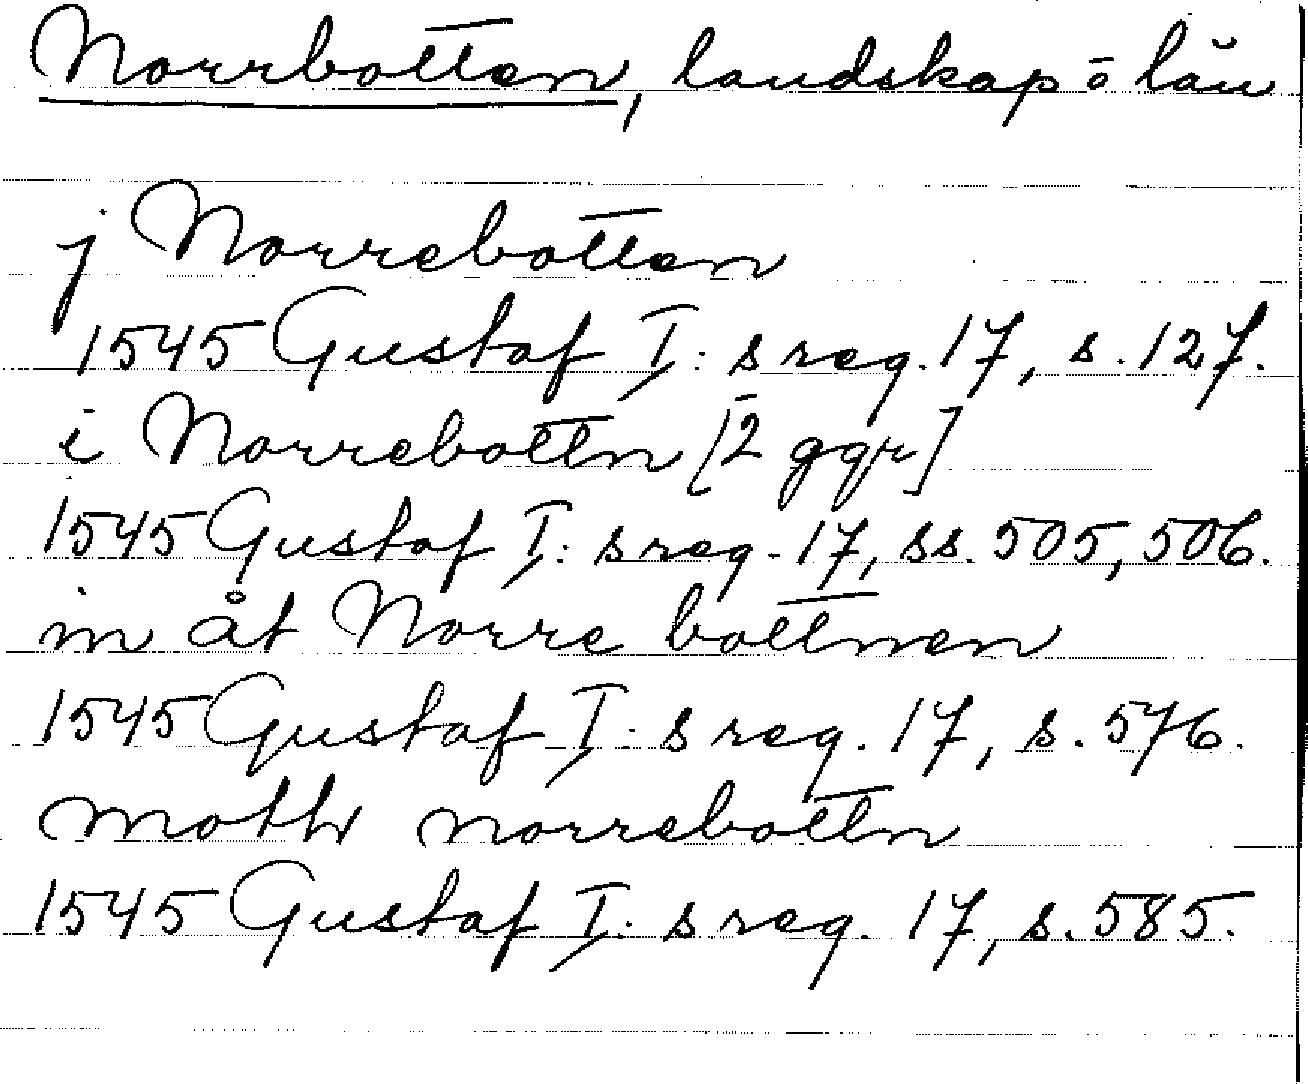 Norrbotten, landskap o län
j Norrebotten
1545 Gustaf I:s reg. 17, s. 127.
i Norrebottn [2 ggr]
1545 Gustaf I:s reg. 17, ss. 505, 506.
in åt Norre bottnen
1545 Gustaf I:s reg. 17, s. 576.
moth norrebottn
1545 Gustaf I:s reg. 17, s. 585.